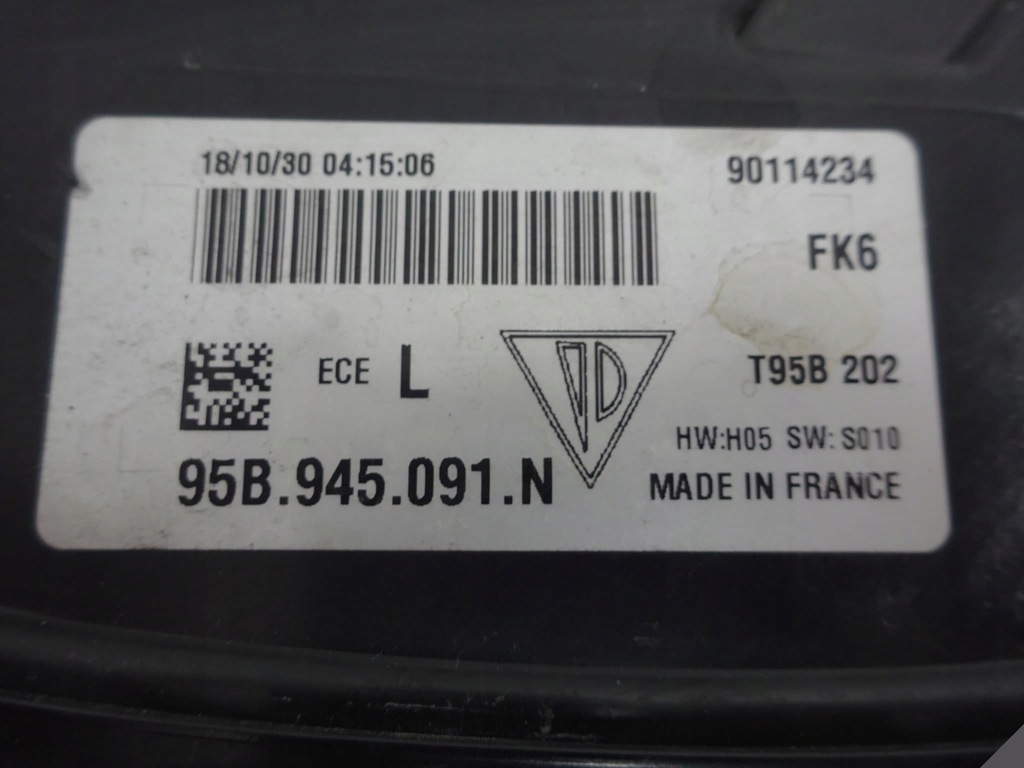 18/10/30 04:15:06 90114234
FK6
ECE L T95B 202
HW:H05 SW: S010
95B.945.091.N MADE IN FRANCE